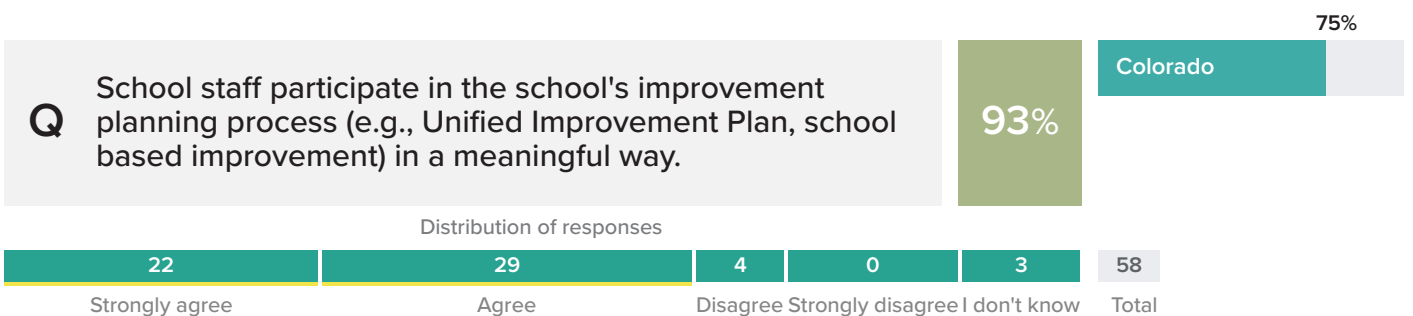 75%
Q
School staff participate in the school's improvement
planning process (e.g., Unified Improvement Plan, school
based improvement) in a meaningful way.
93%
Colorado
Distribution of responses
22 29 4 0 3 58
Strongly agree Agree Disagree Strongly disagree I don't know Total